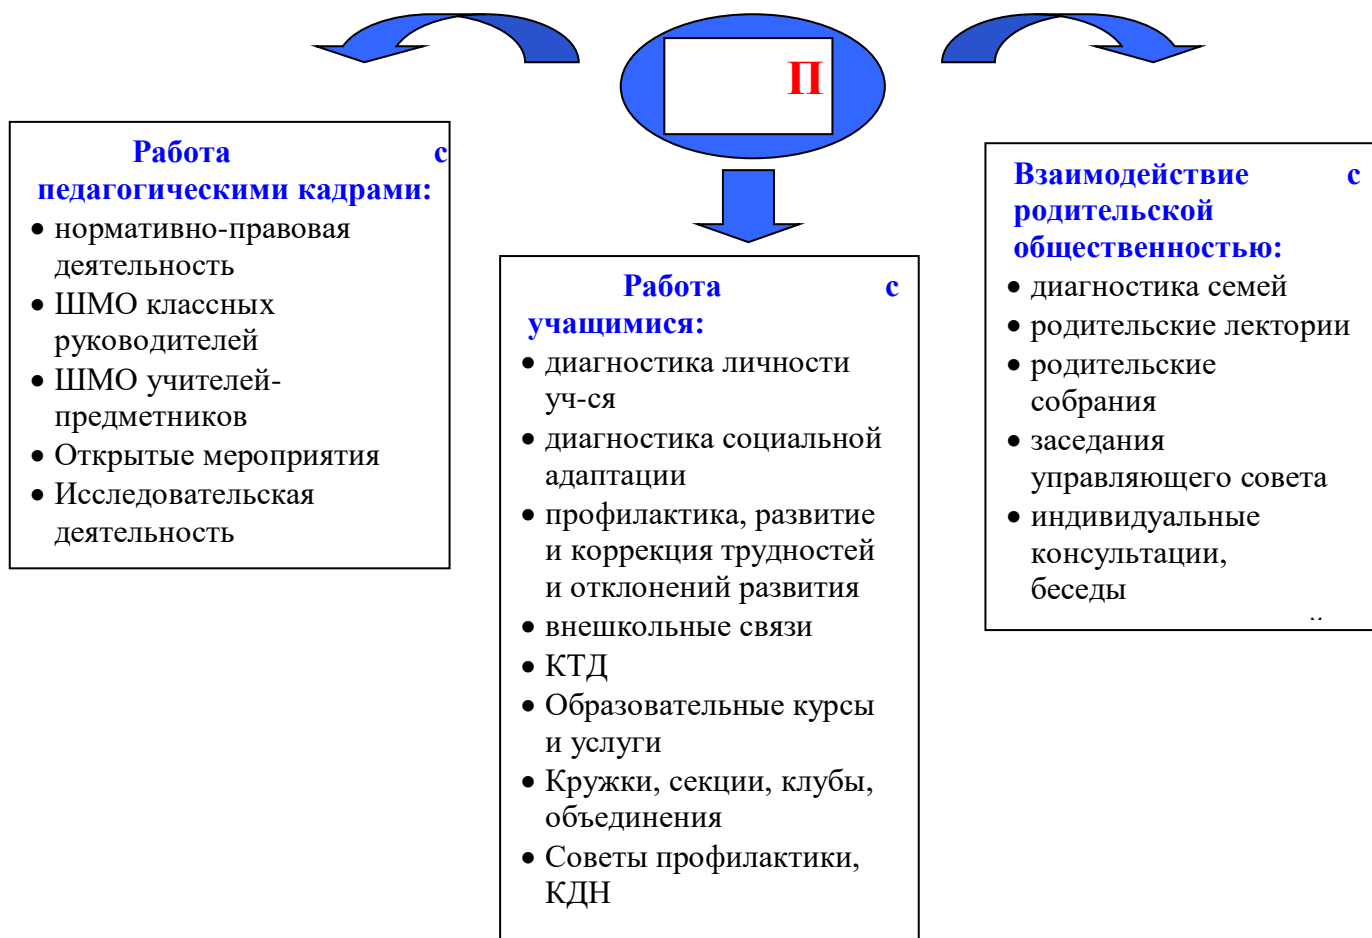 П
Работа с
педагогическими кадрами:
• нормативно-правовая
деятельность
• ШМО классных
руководителей
• ШМО учителей-
предметников
• Открытые мероприятия
• Исследовательская
деятельность
Работа с
учащимися:
• диагностика личности
уч-ся
• диагностика социальной
адаптации
• профилактика, развитие
и коррекция трудностей
и отклонений развития
• внешкольные связи
• КТД
• Образовательные курсы
и услуги
• Кружки, секции, клубы,
объединения
• Советы профилактики,
КДН
Взаимодействие с
родительской
общественностью:
• диагностика семей
• родительские лектории
• родительские
собрания
• заседания
управляющего совета
• индивидуальные
консультации,
беседы